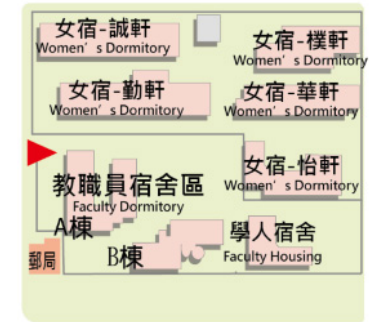 女宿-誠軒
Women's Dormitory
女宿-樸軒
Women's Dormitory
女宿-勤軒
Women's Dormitory
女宿-華軒
Women's Dormitory
女宿-怡軒
Women's Dormitory
教職員宿舍區
Faculty Dormitory
A棟
B棟
學人宿舍
Faculty Housing
郵局